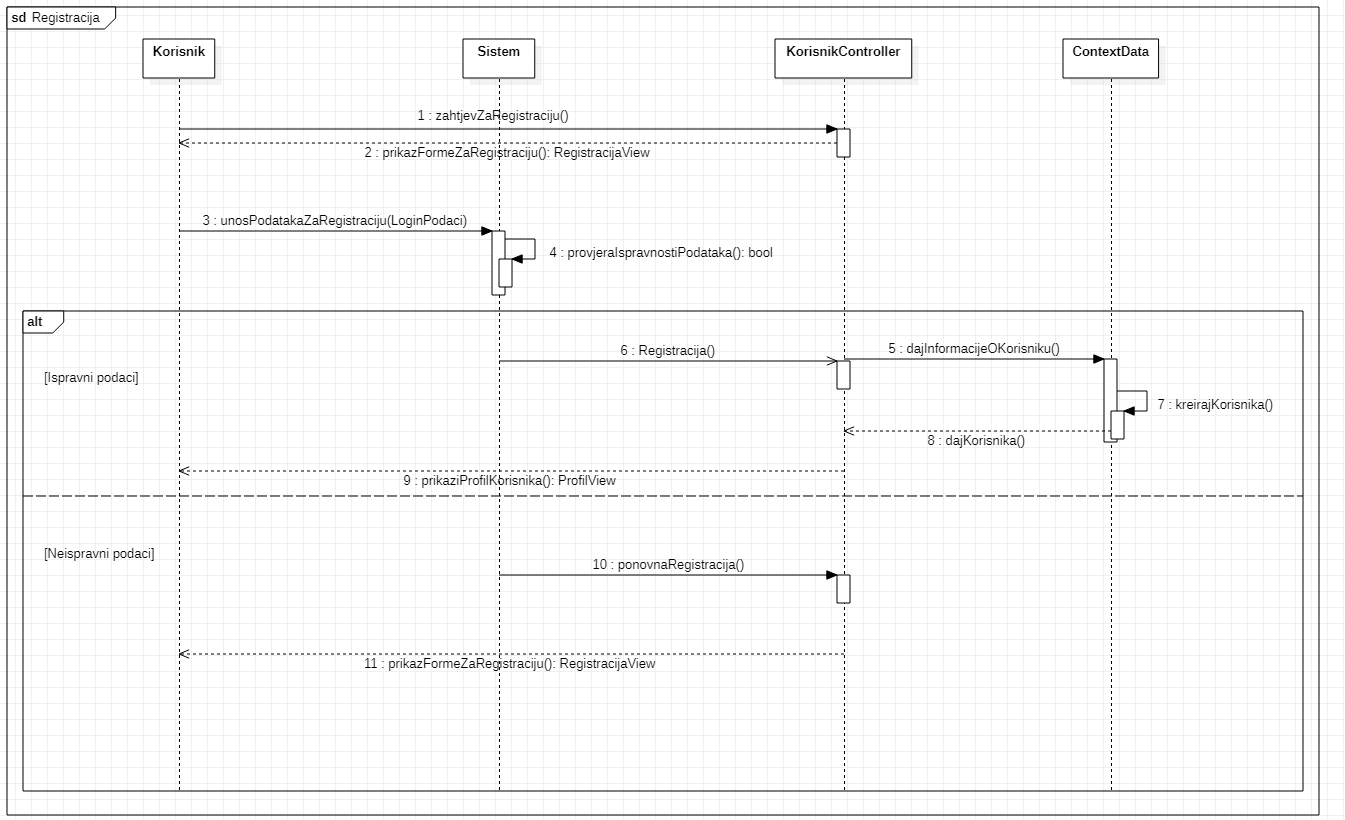 sd Registracija
Korisnik
Sistem
KorisnikController
ContextData
1 : zahtjevZaRegistraciju()
2 : prikazFormeZaRegistraciju(): RegistracijaView
3 : unosPodatakaZaRegistraciju(LoginPodaci)
4 : provjeraIspravnostiPodataka(): bool
alt
6 : Registracija()
5 : dajInformacijeOKorisniku()
[Ispravni podaci]
7 : kreirajKorisnika()
8 : dajKorisnika()
9 : prikaziProfilKorisnika(): ProfilView
[Neispravni podaci]
10 : ponovnaRegistracija()
11 : prikazFormeZaRegistraciju(): RegistracijaView